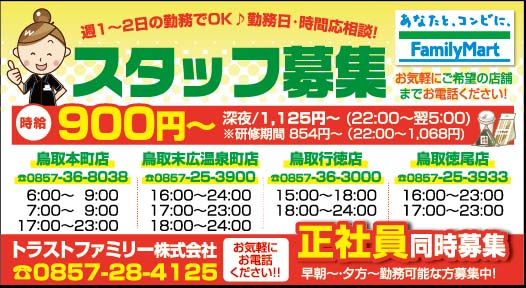 週1～2日の勤務でOK♪勤務日・時間応相談!
スタッフ募集
あなたと、コンビに、
FamilyMart
お気軽にご希望の店舗
までお電話ください!
時給 900円～ 深夜/1,125円～ (22:00～翌5:00)
※研修期間 854円～ (22:00～1,068円)
鳥取本町店
☎0857-36-8038
6:00～ 9:00
7:00～ 9:00
17:00～23:00
鳥取末広温泉町店
☎0857-25-3900
16:00～24:00
17:00～23:00
18:00～24:00
鳥取行徳店
☎0857-36-3000
15:00～18:00
18:00～24:00
鳥取徳尾店
☎0857-25-3933
16:00～24:00
17:00～23:00
トラストファミリー株式会社
☎0857-28-4125
お気軽に
お電話
ください!!
正社員同時募集
早朝～・夕方～勤務可能な方募集中!